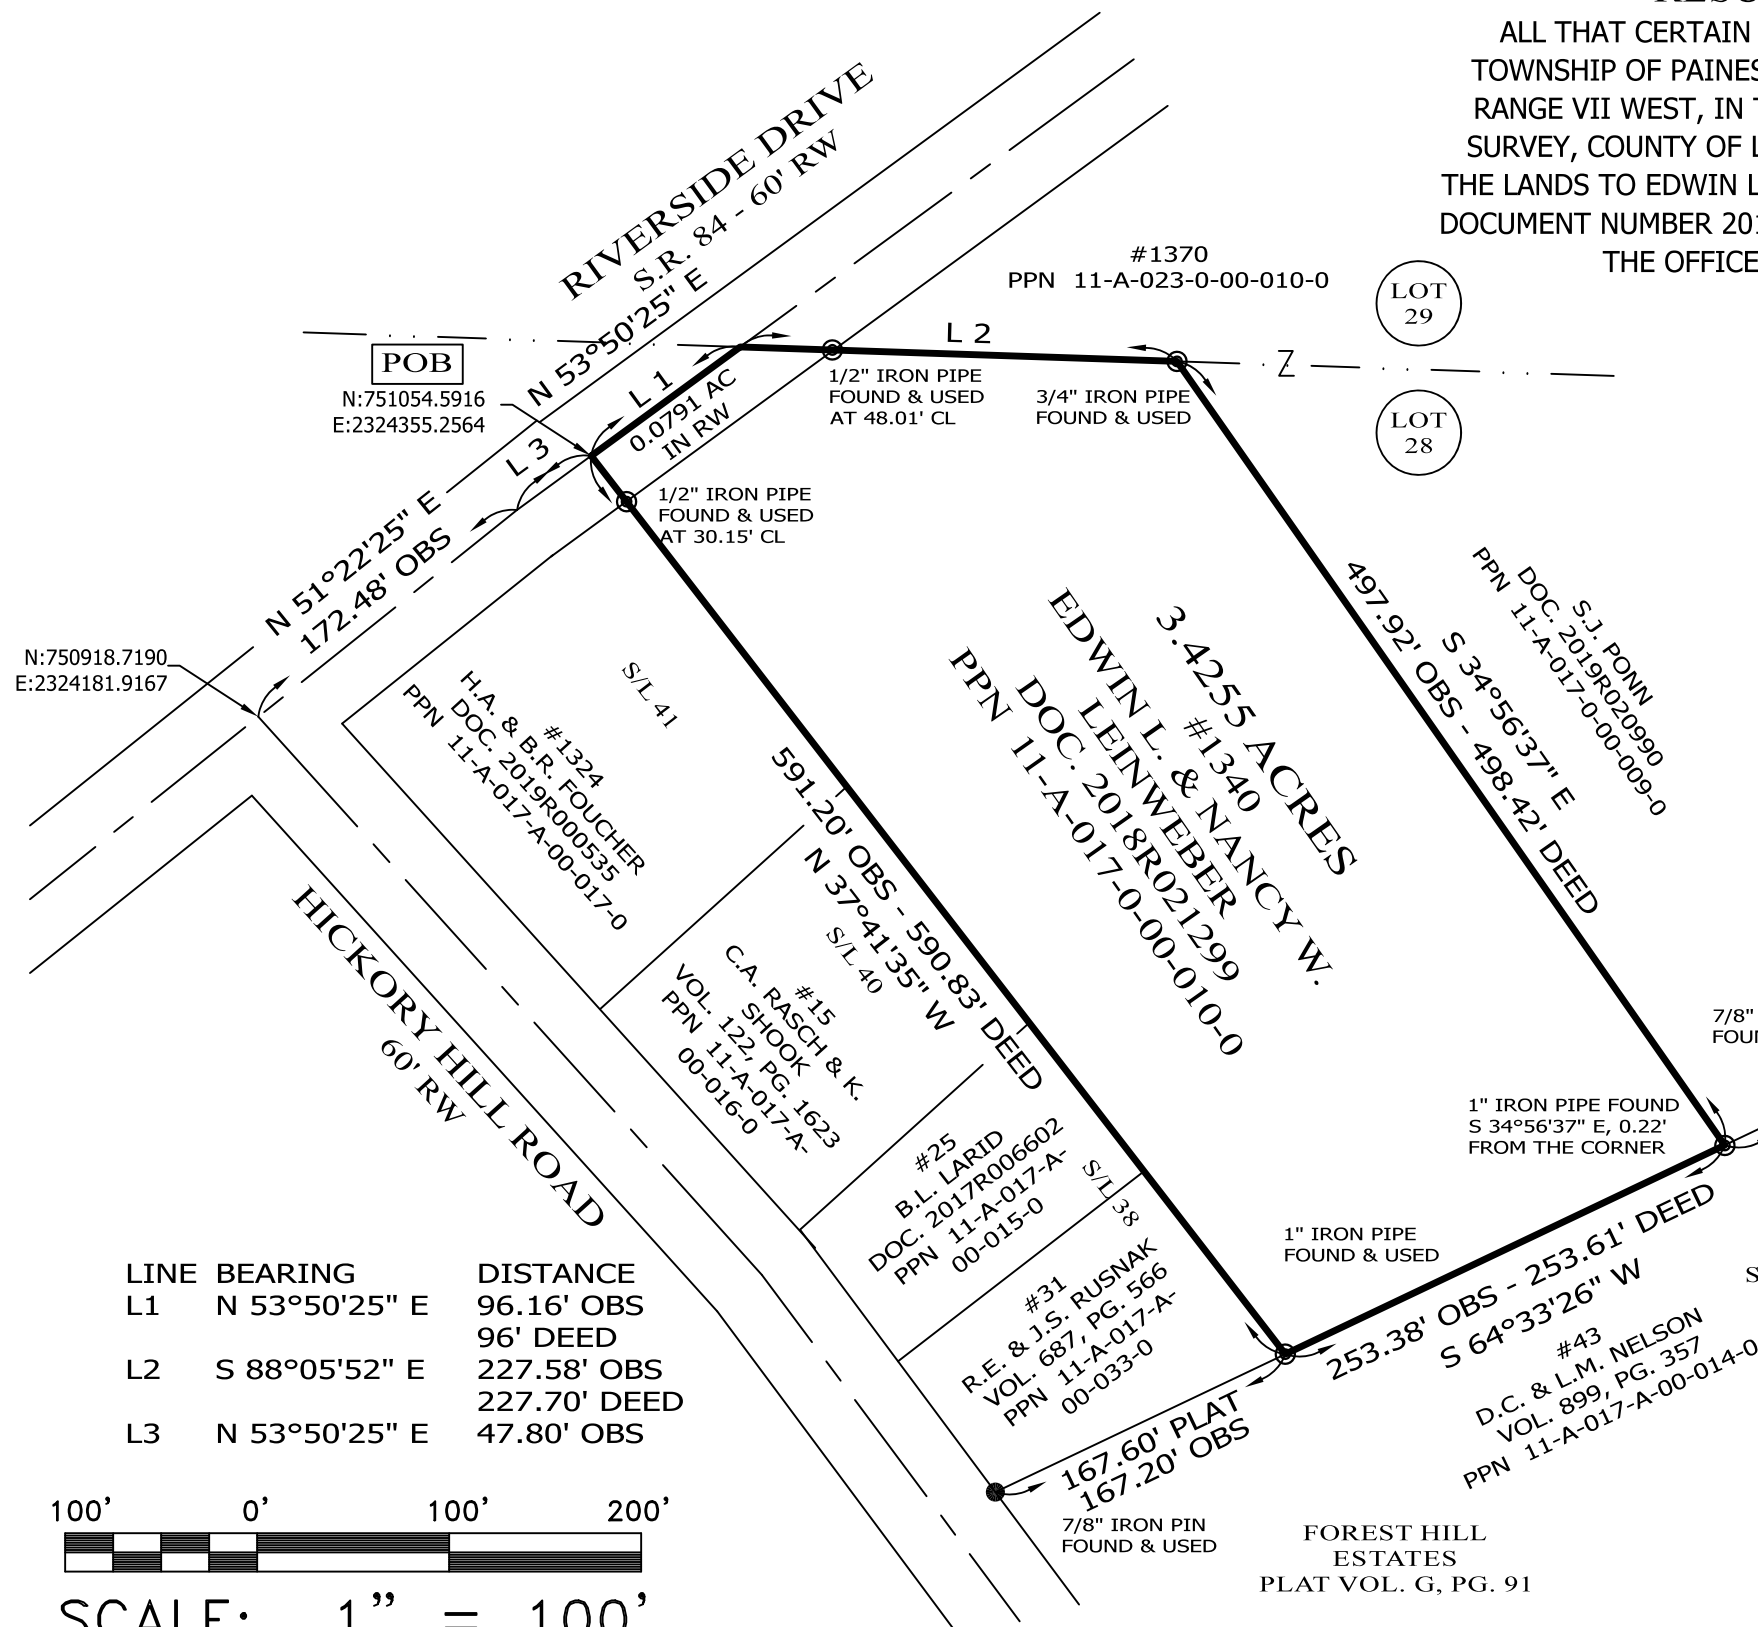 ALL THAT CERTAIN
TOWNSHIP OF PAINES
RANGE VII WEST, IN
SURVEY, COUNTY OF L
THE LANDS TO EDWIN L
DOCUMENT NUMBER 201
THE OFFICE
RIVERSIDE DRIVE
S.R. 84 - 60' RW
N 53°50'25" E
#1370
PPN 11-A-023-0-00-010-0
LOT
29
LOT
28
L 2
POB
N:751054.5916
E:2324355.2564
L 1
0.0791 AC
IN RW
L 3
1/2" IRON PIPE
FOUND & USED
AT 48.01' CL
3/4" IRON PIPE
FOUND & USED
1/2" IRON PIPE
FOUND & USED
AT 30.15' CL
N 51°22'25" E
172.48' OBS
N:750918.7190
E:2324181.9167
S/L 41
#1324
H.A. & B.R. FOUCHER
DOC. 2019R000535
PPN 11-A-017-A-00-017-0
591.20' OBS - 590.83' DEED
N 37°41'35" W
S/L 40
3.4255 ACRES
#1340
EDWIN L. & NANCY W.
LEINWEBER
DOC. 2018R021299
PPN 11-A-017-0-00-010-0
497.92' OBS - 498.42' DEED
S 34°56'37" E
S.J. PONN
DOC. 2019R020990
PPN 11-A-017-0-00-009-0
HICKORY HILL ROAD
60' RW
#15
C.A. RASCH & K.
SHOOK
VOL. 122, PG. 1623
PPN 11-A-017-A-
00-016-0
#25
B.L. LARID
DOC. 2017R006602
PPN 11-A-017-A-
00-015-0
S/L 38
#31
R.E. & J.S. RUSNAK
VOL. 687, PG. 566
PPN 11-A-017-A-
00-033-0
7/8"
FOUN
1" IRON PIPE FOUND
S 34°56'37" E, 0.22'
FROM THE CORNER
1" IRON PIPE
FOUND & USED
253.38' OBS - 253.61' DEED
S 64°33'26" W
#43
D.C. & L.M. NELSON
VOL. 899, PG. 357
PPN 11-A-017-A-00-014-0
S
167.60' PLAT
167.20' OBS
7/8" IRON PIN
FOUND & USED
FOREST HILL
ESTATES
PLAT VOL. G, PG. 91
LINE BEARING DISTANCE
L1 N 53°50'25" E 96.16' OBS
96' DEED
L2 S 88°05'52" E 227.58' OBS
227.70' DEED
L3 N 53°50'25" E 47.80' OBS
100' 0' 100' 200'
SCALE: 1" = 100'